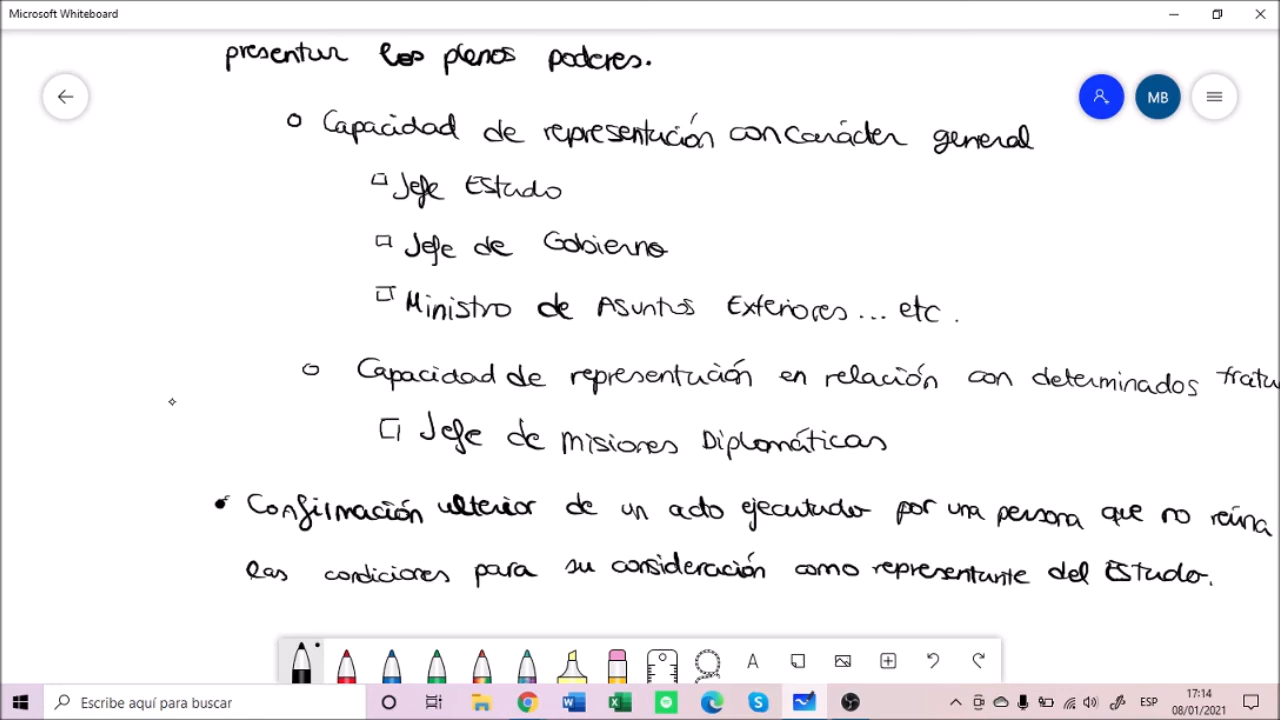 Microsoft Whiteboard
presentar los plenos poderes.
MB
o Capacidad de representación con carácter general
□ Jefe Estado
□ Jefe de Gobierno
□ Ministro de Asuntos Exteriores... etc.
o Capacidad de representación en relación con determinados trata
□ Jefe de Misiones Diplomáticas
• Confirmación ulterior de un acto ejecutado por una persona que no reúna
las condiciones para su consideración como representante del Estado.
A
Escribe aquí para buscar
ESP
17:14
08/01/2021